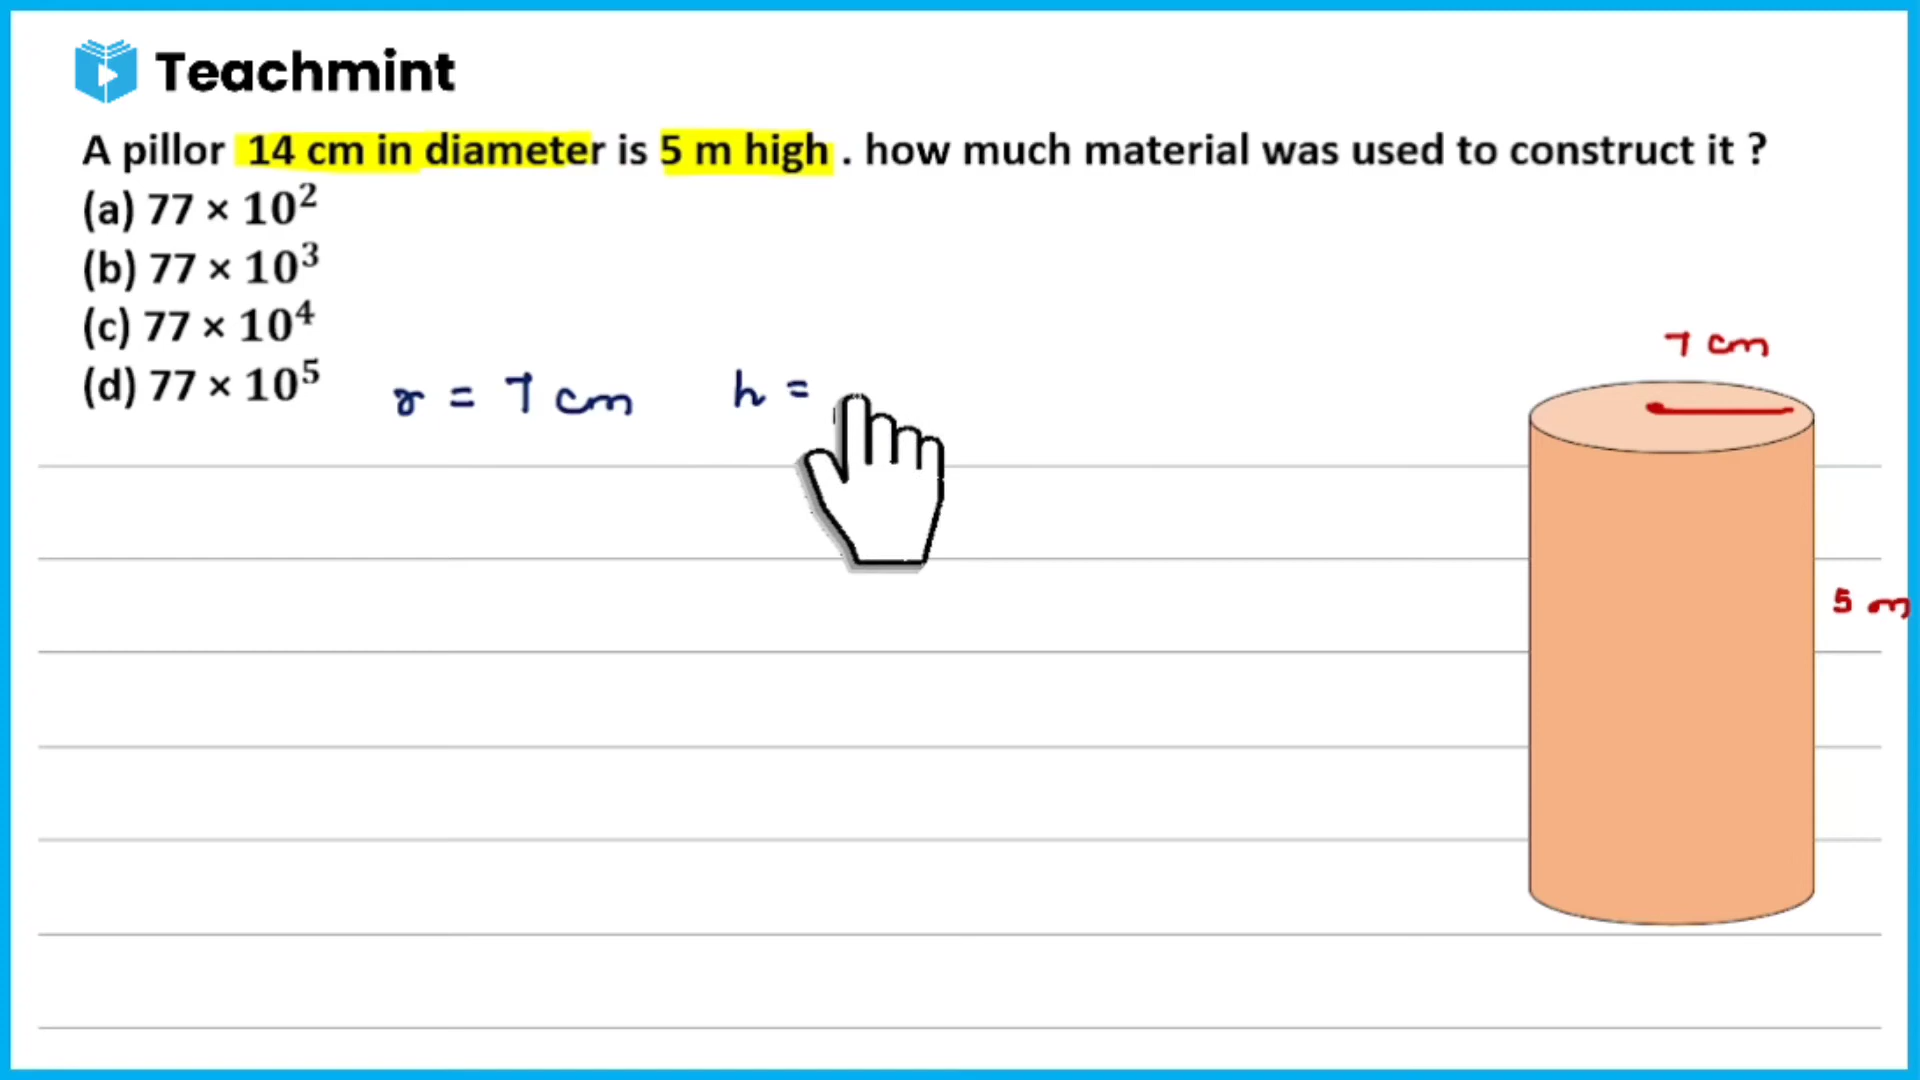 Teachmint
A pillor 14 cm in diameter is 5 m high . how much material was used to construct it ?
(a) 77 × 10²
(b) 77 × 10³
(c) 77 × 10⁴
(d) 77 × 10⁵
r = 7 cm h =
7 cm
5 m